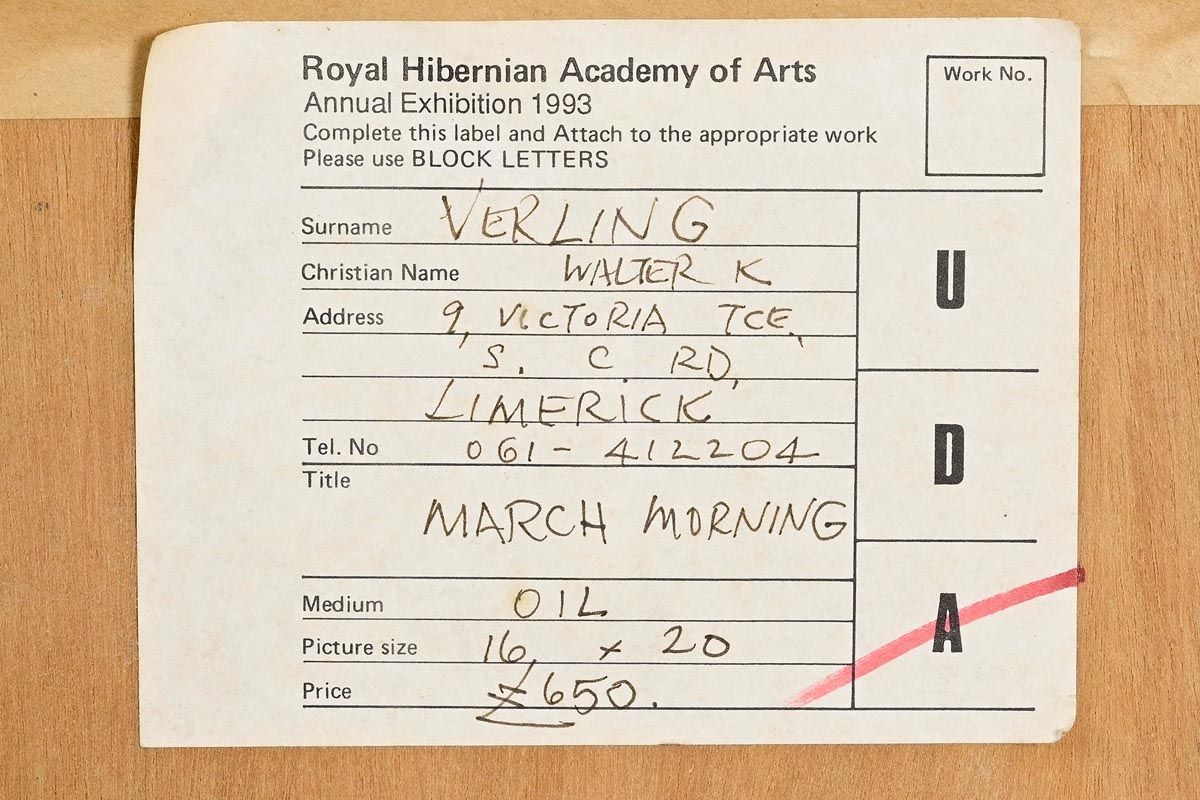 Royal Hibernian Academy of Arts
Annual Exhibition 1993
Complete this label and Attach to the appropriate work
Please use BLOCK LETTERS
Work No.
Surname VERLING
Christian Name WALTER K
Address 9, VICTORIA TCE,
S. C. RD,
LIMERICK
Tel. No 061 - 412204
Title
MARCH MORNING
Medium OIL
Picture size 16 x 20
Price £650.
U
D
A